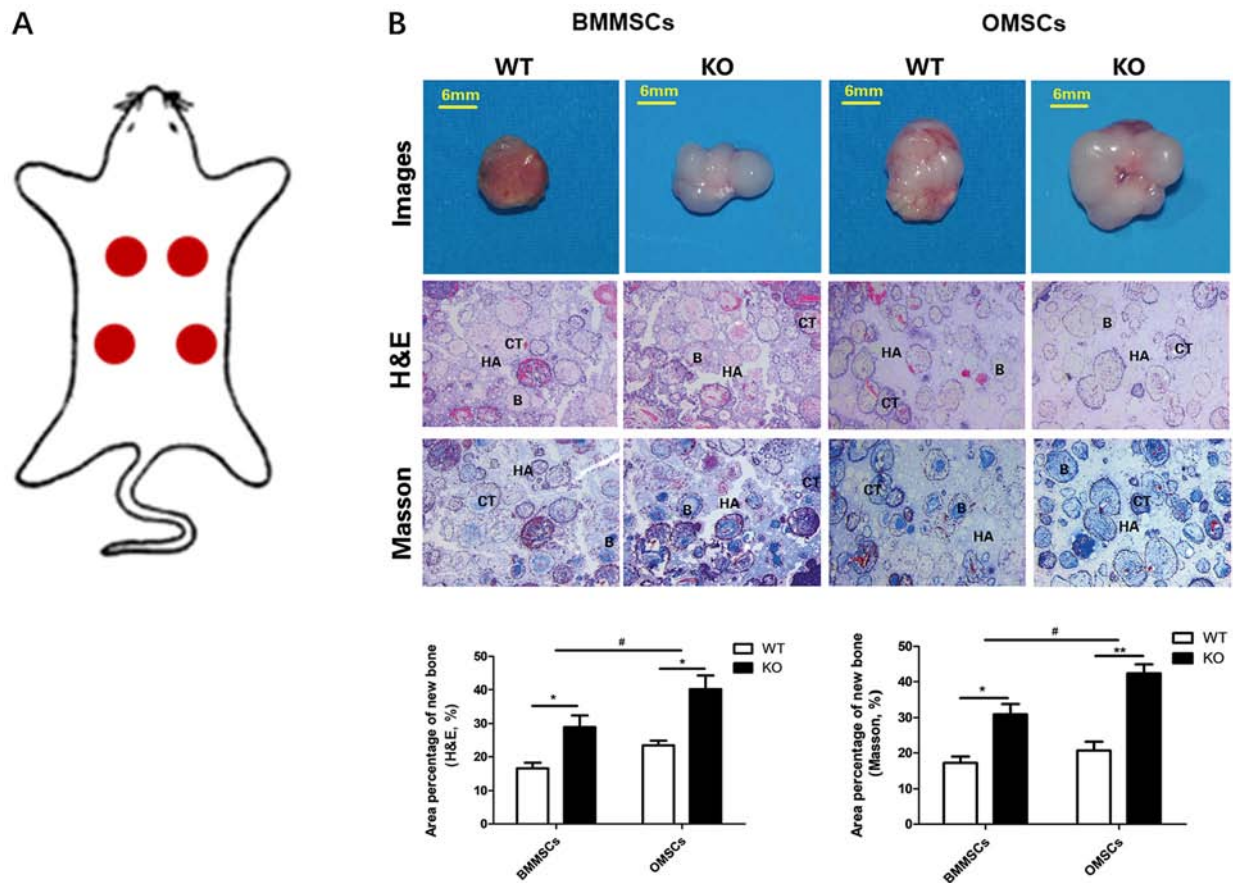 A
B
BMMSCs
OMSCs
WT
KO
WT
KO
Images
6mm
6mm
6mm
6mm
H&E
CT
HA
B
CT
B
HA
HA
B
CT
B
HA
CT
Masson
HA
CT
B
CT
B
HA
CT
B
HA
B
CT
HA
Area percentage of new bone
(H&E, %)
50
40
30
20
10
0
#
*
*
WT
KO
BMMSCs
OMSCs
Area percentage of new bone
(Masson, %)
50
40
30
20
10
0
#
*
**
WT
KO
BMMSCs
OMSCs